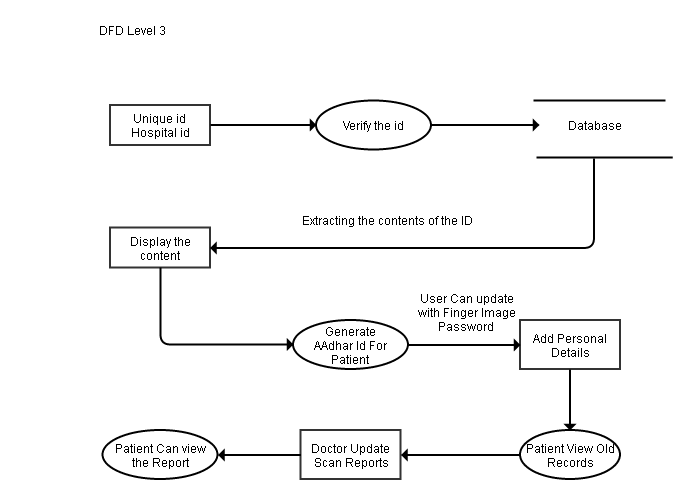 DFD Level 3
Unique id
Hospital id
Verify the id
Database
Extracting the contents of the ID
Display the
content
User Can update
with Finger Image
Password
Generate
AAdhar Id For
Patient
Add Personal
Details
Patient View Old
Records
Doctor Update
Scan Reports
Patient Can view
the Report